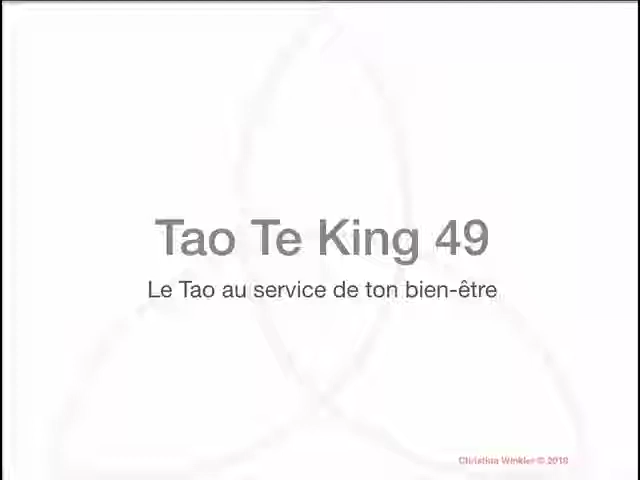 Tao Te King 49
Le Tao au service de ton bien-être
Christina Winkler © 2018